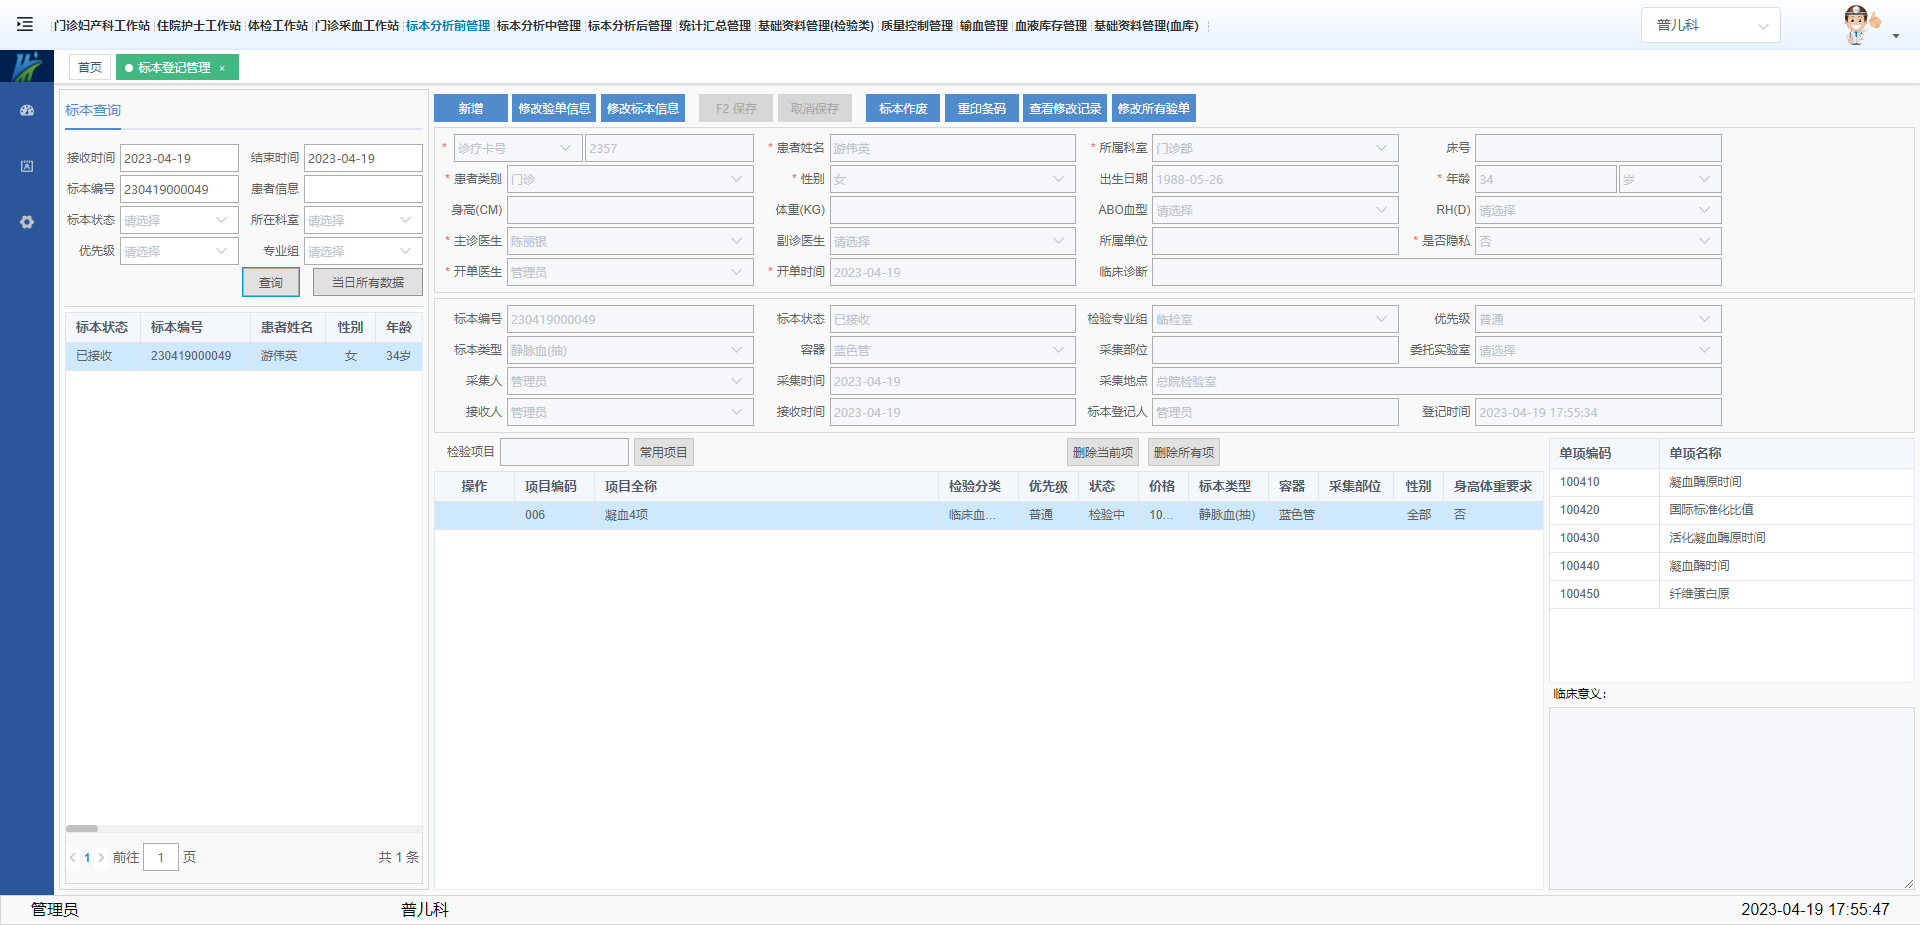 门诊妇产科工作站 住院护士工作站 体检工作站 门诊采血工作站 标本分析前管理 标本分析中管理 标本分析后管理 统计汇总管理 基础资料管理(检验类) 质量控制管理 输血管理 血液库存管理 基础资料管理(血库) 普儿科
首页 标本登记管理 ×
标本查询
接收时间 2023-04-19 结束时间 2023-04-19
标本编号 230419000049 患者信息
标本状态 请选择 所在科室 请选择
优先级 请选择 专业组 请选择
查询 当日所有数据
标本状态 标本编号 患者姓名 性别 年龄
已接收 230419000049 游伟英 女 34岁
1 前往 1 页 共 1 条
新增 修改验单信息 修改标本信息 F2 保存 取消保存 标本作废 重印条码 查看修改记录 修改所有验单
* 诊疗卡号 2357 * 患者姓名 游伟英 * 所属科室 门诊部 床号
* 患者类别 门诊 * 性别 女 出生日期 1988-05-26 * 年龄 34 岁
身高(CM) 体重(KG) ABO血型 请选择 RH(D) 请选择
* 主诊医生 陈丽银 副诊医生 请选择 所属单位 * 是否隐私 否
* 开单医生 管理员 * 开单时间 2023-04-19 临床诊断
标本编号 230419000049 标本状态 已接收 检验专业组 临检室 优先级 普通
标本类型 静脉血(抽) 容器 蓝色管 采集部位 委托实验室 请选择
采集人 管理员 采集时间 2023-04-19 采集地点 总院检验室
接收人 管理员 接收时间 2023-04-19 标本登记人 管理员 登记时间 2023-04-19 17:55:34
检验项目 常用项目 删除当前项 删除所有项
操作 项目编码 项目全称 检验分类 优先级 状态 价格 标本类型 容器 采集部位 性别 身高体重要求
006 凝血4项 临床血... 普通 检验中 10... 静脉血(抽) 蓝色管 全部 否
单项编码 单项名称
100410 凝血酶原时间
100420 国际标准化比值
100430 活化凝血酶原时间
100440 凝血酶时间
100450 纤维蛋白原
临床意义：
管理员 普儿科 2023-04-19 17:55:47